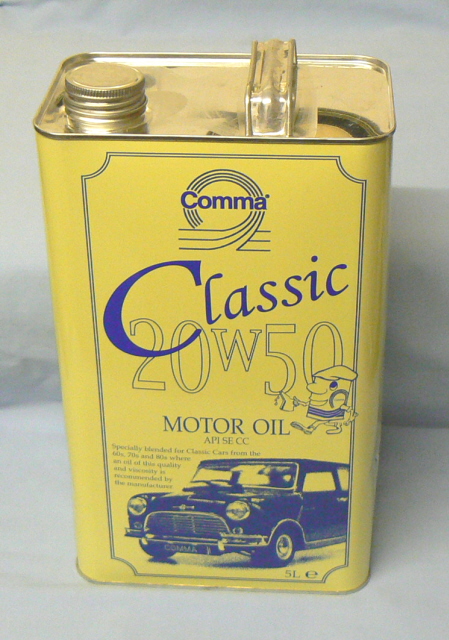 Comma®
Classic
20W50
MOTOR OIL
API SE CC
Specially blended for Classic Cars from the
60s, 70s and 80s where
an oil of this quality
and viscosity is
recommended by
the manufacturer
COMMA 1
5L ℮